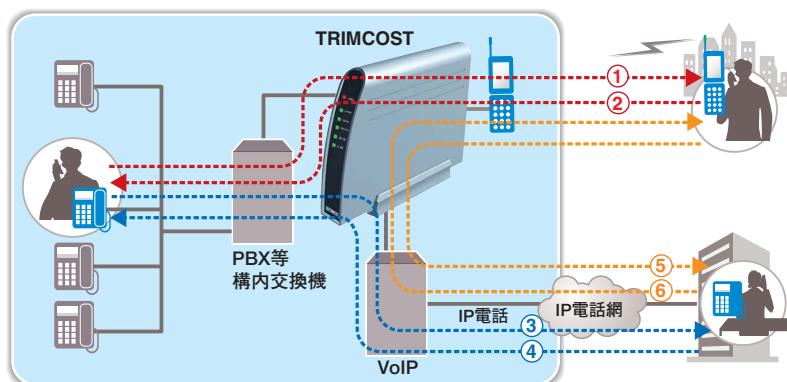 TRIMCOST
①
②
PBX等
構内交換機
⑤
⑥
IP電話
IP電話網
③
④
VoIP